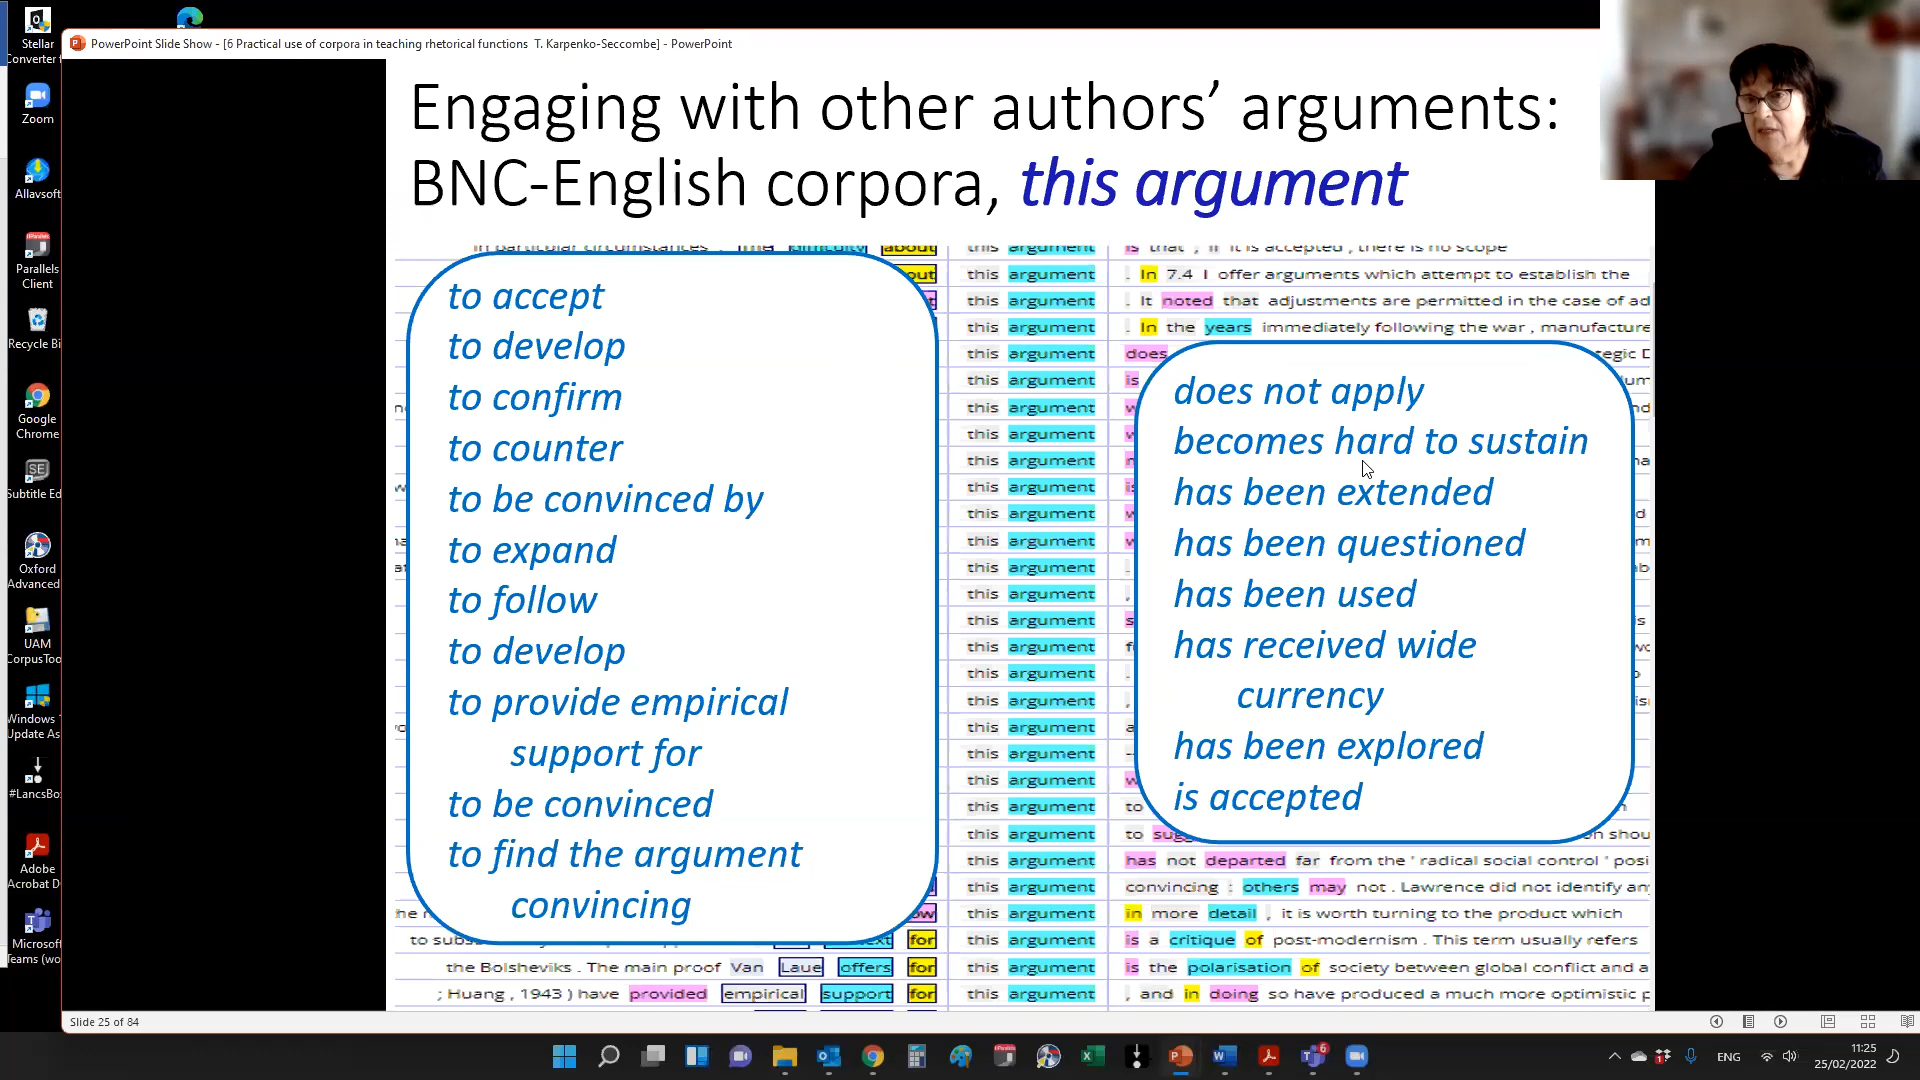 Stellar
Converter f
Zoom
Allavsoft
Parallels
Client
Recycle Bi
Google
Chrome
Subtitle Ed
Oxford
Advanced
UAM
CorpusToo
Windows
Update As
#LancsBo
Adobe
Acrobat D
Microsoft
Teams (wo
PowerPoint Slide Show - [6 Practical use of corpora in teaching rhetorical functions T. Karpenko-Seccombe] - PowerPoint
Engaging with other authors’ arguments:
BNC-English corpora, this argument
in particular circumstances . The difficulty about this argument is that , if it is accepted , there is no scope
this argument . In 7.4 I offer arguments which attempt to establish the
this argument . It noted that adjustments are permitted in the case of ad
this argument . In the years immediately following the war , manufacture
this argument does
this argument is
this argument
this argument
this argument
this argument
this argument
this argument
this argument .
this argument ,
this argument
this argument
this argument .
this argument ,
this argument
this argument
this argument
this argument to
this argument to
this argument has not departed far from the ' radical social control ' posi
this argument convincing : others may not . Lawrence did not identify any
this argument in more detail , it is worth turning to the product which
for this argument is a critique of post-modernism . This term usually refers
the Bolsheviks . The main proof Van Laue offers for this argument is the polarisation of society between global conflict and a
; Huang , 1943 ) have provided empirical support for this argument , and in doing so have produced a much more optimistic p
to accept
to develop
to confirm
to counter
to be convinced by
to expand
to follow
to develop
to provide empirical
support for
to be convinced
to find the argument
convincing
does not apply
becomes hard to sustain
has been extended
has been questioned
has been used
has received wide
currency
has been explored
is accepted
Slide 25 of 84
ENG
11:25
25/02/2022